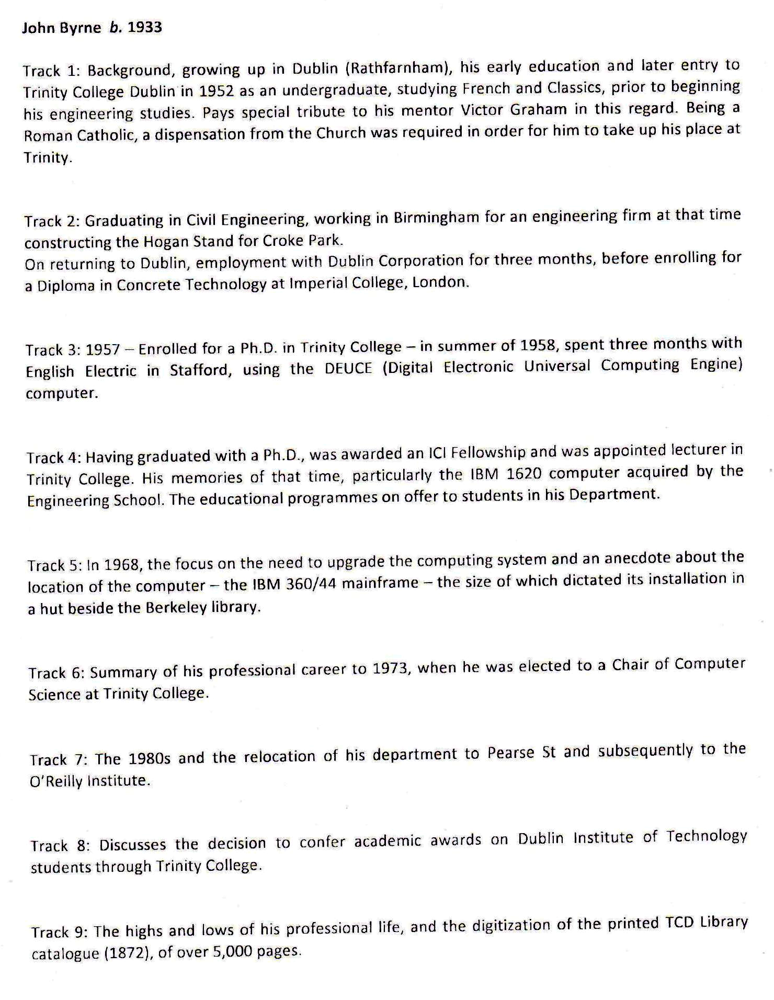 John Byrne b. 1933
Track 1: Background, growing up in Dublin (Rathfarnham), his early education and later entry to
Trinity College Dublin in 1952 as an undergraduate, studying French and Classics, prior to beginning
his engineering studies. Pays special tribute to his mentor Victor Graham in this regard. Being a
Roman Catholic, a dispensation from the Church was required in order for him to take up his place at
Trinity.
Track 2: Graduating in Civil Engineering, working in Birmingham for an engineering firm at that time
constructing the Hogan Stand for Croke Park.
On returning to Dublin, employment with Dublin Corporation for three months, before enrolling for
a Diploma in Concrete Technology at Imperial College, London.
Track 3: 1957 – Enrolled for a Ph.D. in Trinity College – in summer of 1958, spent three months with
English Electric in Stafford, using the DEUCE (Digital Electronic Universal Computing Engine)
computer.
Track 4: Having graduated with a Ph.D., was awarded an ICI Fellowship and was appointed lecturer in
Trinity College. His memories of that time, particularly the IBM 1620 computer acquired by the
Engineering School. The educational programmes on offer to students in his Department.
Track 5: In 1968, the focus on the need to upgrade the computing system and an anecdote about the
location of the computer – the IBM 360/44 mainframe – the size of which dictated its installation in
a hut beside the Berkeley library.
Track 6: Summary of his professional career to 1973, when he was elected to a Chair of Computer
Science at Trinity College.
Track 7: The 1980s and the relocation of his department to Pearse St and subsequently to the
O'Reilly Institute.
Track 8: Discusses the decision to confer academic awards on Dublin Institute of Technology
students through Trinity College.
Track 9: The highs and lows of his professional life, and the digitization of the printed TCD Library
catalogue (1872), of over 5,000 pages.